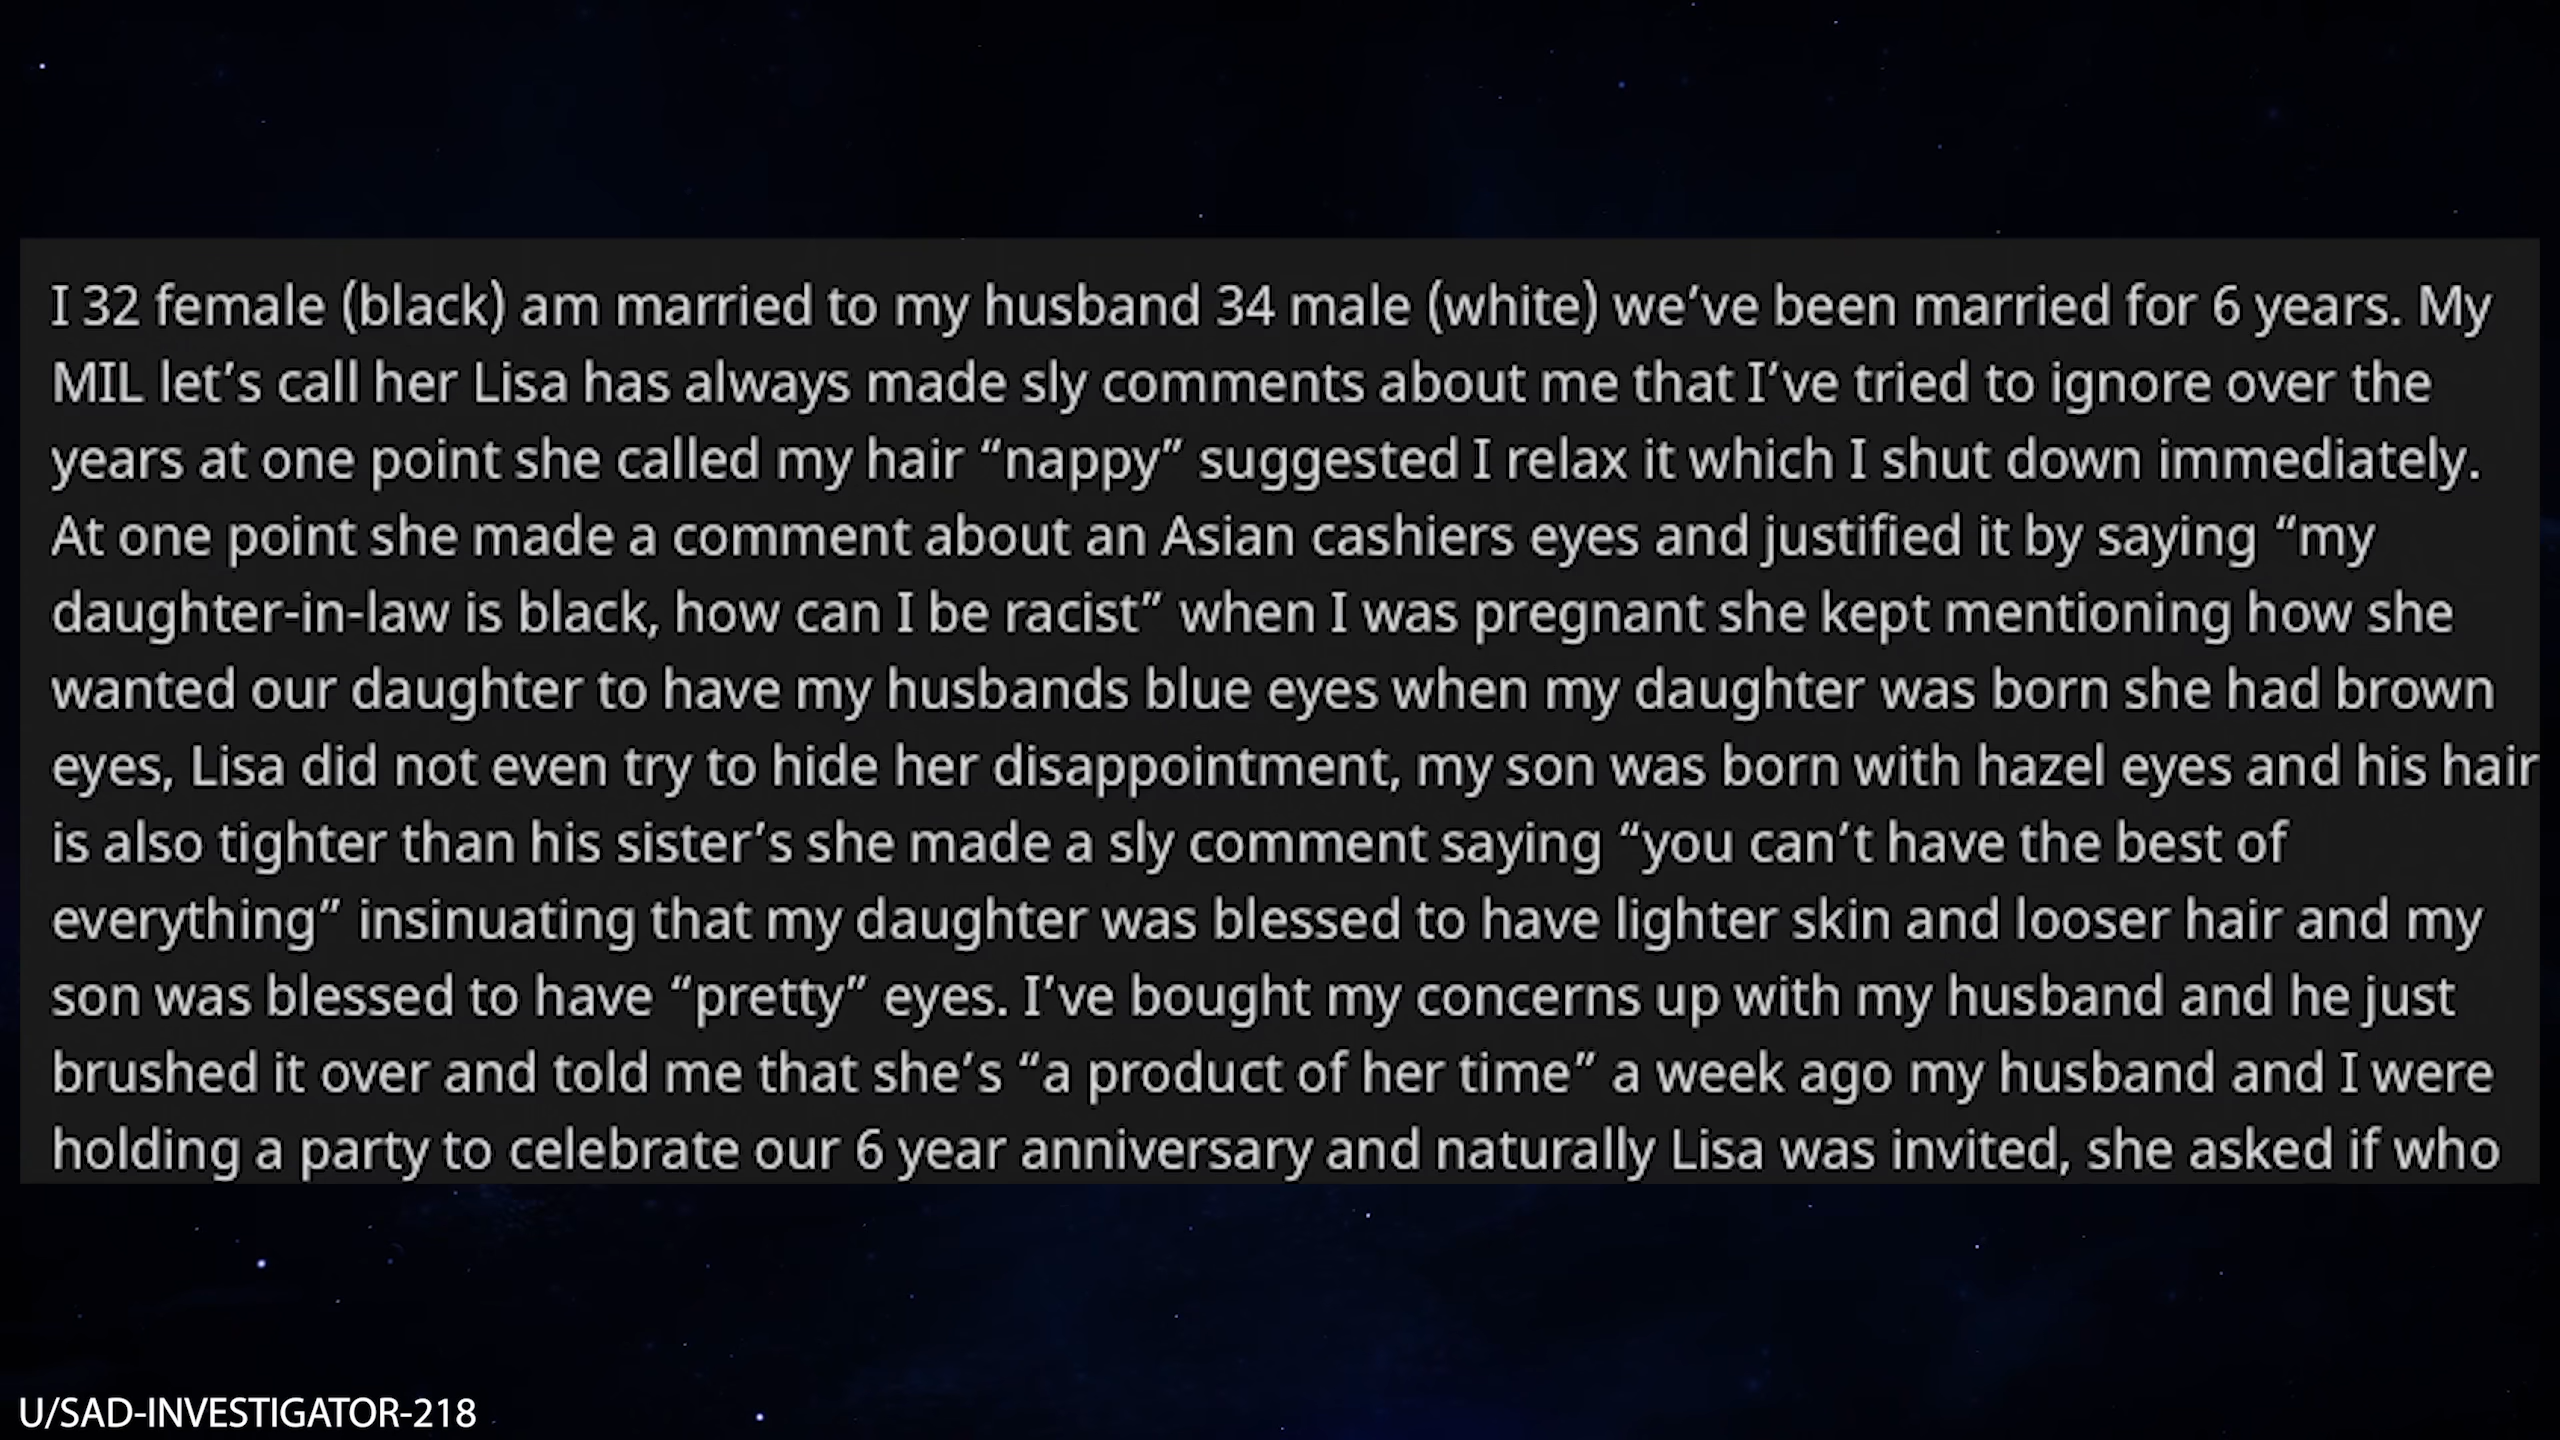 I 32 female (black) am married to my husband 34 male (white) we’ve been married for 6 years. My
MIL let’s call her Lisa has always made sly comments about me that I’ve tried to ignore over the
years at one point she called my hair “nappy” suggested I relax it which I shut down immediately.
At one point she made a comment about an Asian cashiers eyes and justified it by saying “my
daughter-in-law is black, how can I be racist” when I was pregnant she kept mentioning how she
wanted our daughter to have my husbands blue eyes when my daughter was born she had brown
eyes, Lisa did not even try to hide her disappointment, my son was born with hazel eyes and his hair
is also tighter than his sister’s she made a sly comment saying “you can’t have the best of
everything” insinuating that my daughter was blessed to have lighter skin and looser hair and my
son was blessed to have “pretty” eyes. I’ve bought my concerns up with my husband and he just
brushed it over and told me that she’s “a product of her time” a week ago my husband and I were
holding a party to celebrate our 6 year anniversary and naturally Lisa was invited, she asked if who
U/SAD-INVESTIGATOR-218